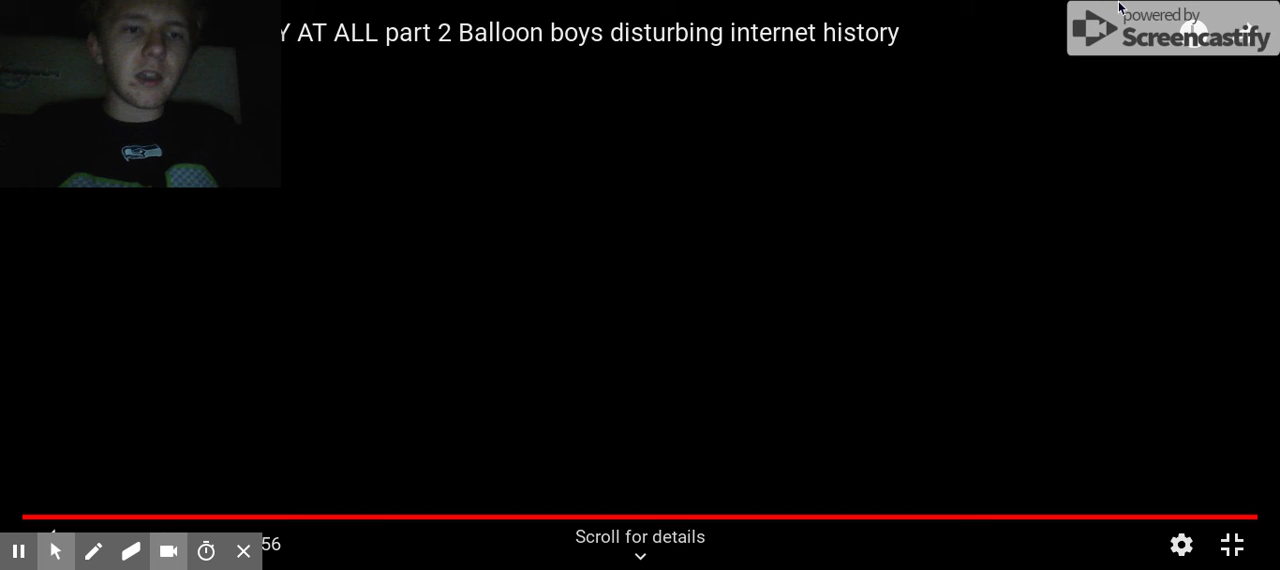 Y AT ALL part 2 Balloon boys disturbing internet history
powered by
Screencastify
56
Scroll for details